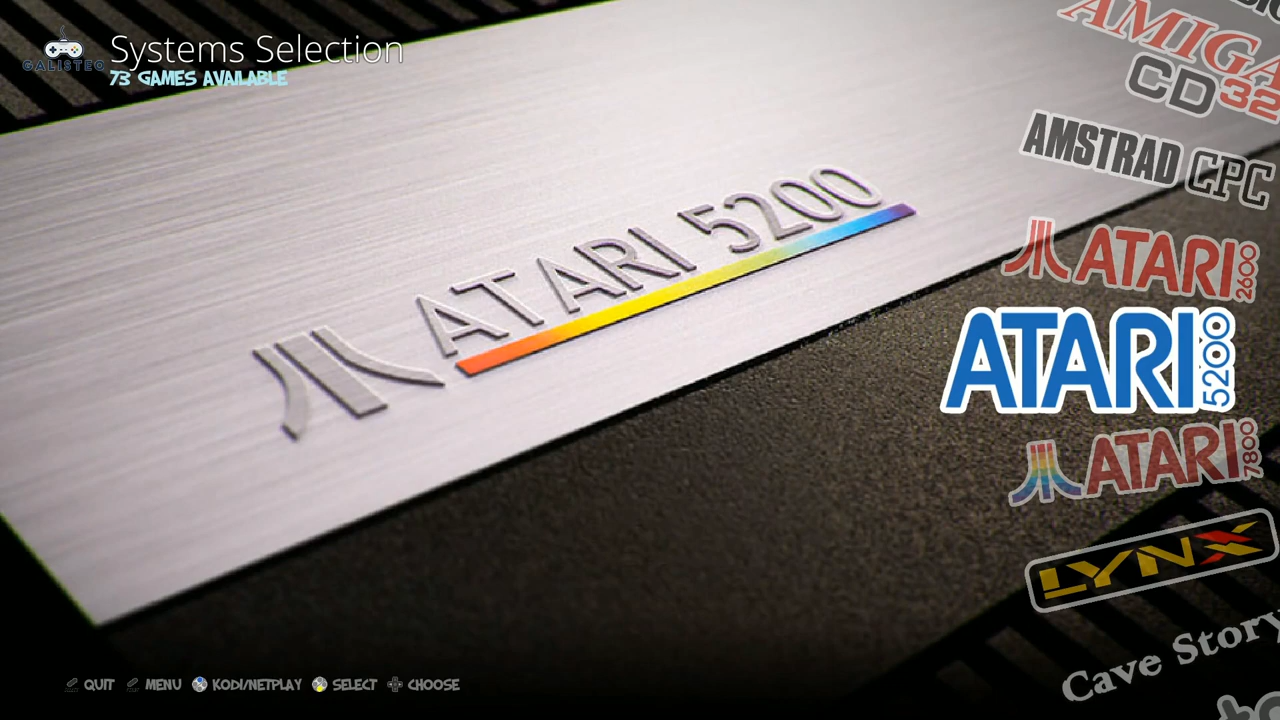 GALISTEO
Systems Selection
73 GAMES AVAILABLE
ATARI 5200
AMIGA
CD32
AMSTRAD CPC
ATARI 2600
ATARI 5200
ATARI 7800
LYNX
Cave Story
QUIT MENU KODI/NETPLAY SELECT CHOOSE